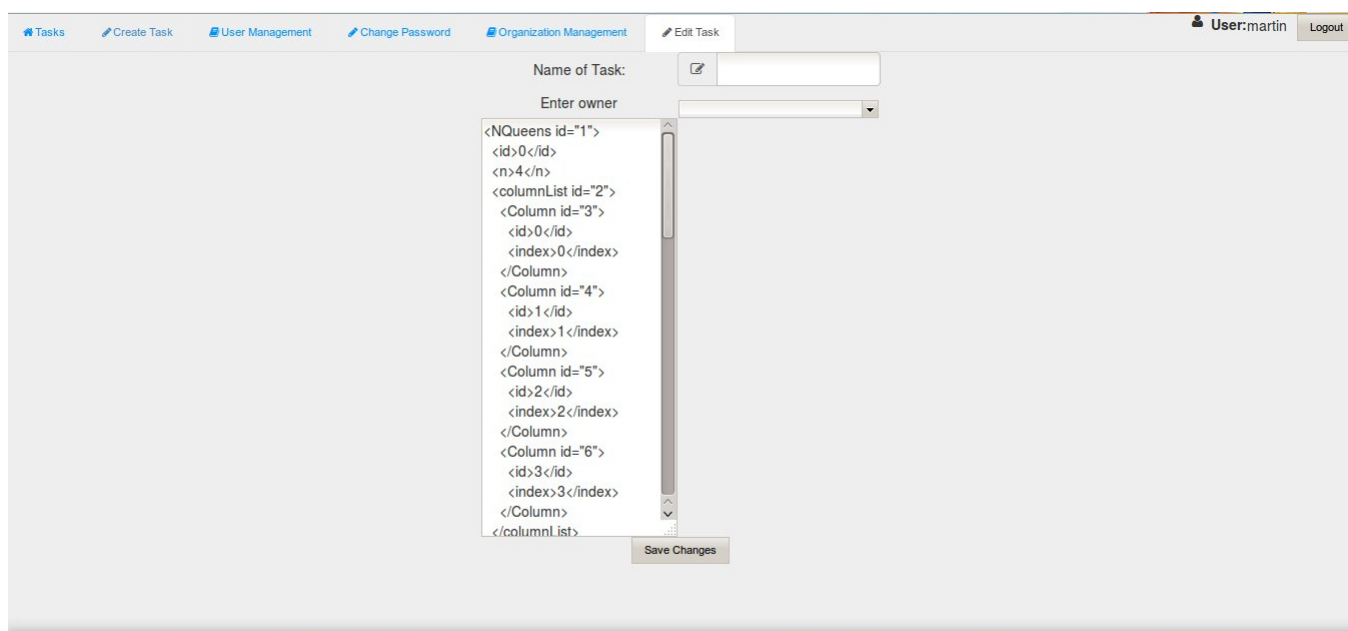 Tasks Create Task User Management Change Password Organization Management Edit Task User:martin Logout
Name of Task:
Enter owner
<NQueens id="1">
<id>0</id>
<n>4</n>
<columnList id="2">
<Column id="3">
<id>0</id>
<index>0</index>
</Column>
<Column id="4">
<id>1</id>
<index>1</index>
</Column>
<Column id="5">
<id>2</id>
<index>2</index>
</Column>
<Column id="6">
<id>3</id>
<index>3</index>
</Column>
</columnList>
Save Changes